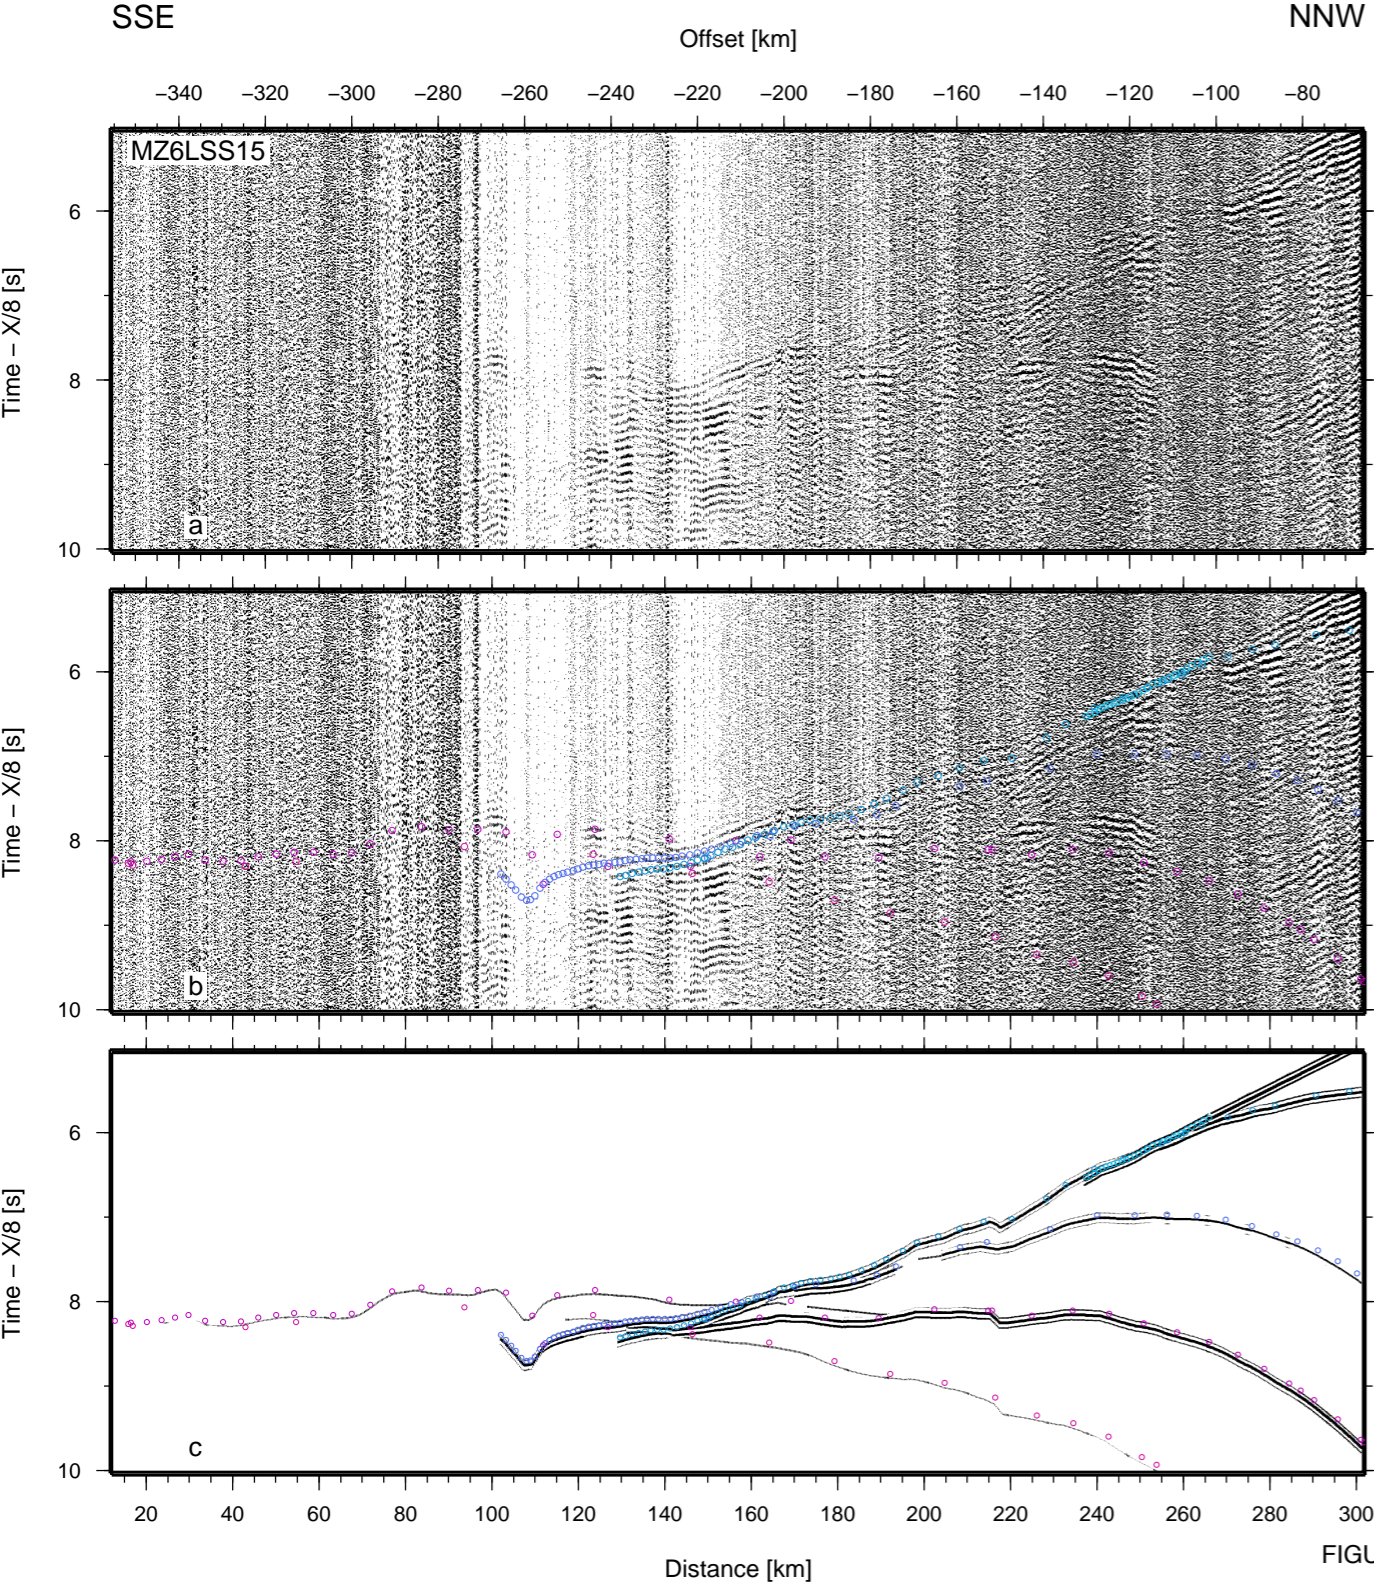 SSE NNW
Offset [km]
−340 −320 −300 −280 −260 −240 −220 −200 −180 −160 −140 −120 −100 −80
MZ6LSS15
6
8
10
Time − X/8 [s]
a
6
8
10
Time − X/8 [s]
b
6
8
10
Time − X/8 [s]
c
20 40 60 80 100 120 140 160 180 200 220 240 260 280 300
Distance [km]
FIGU